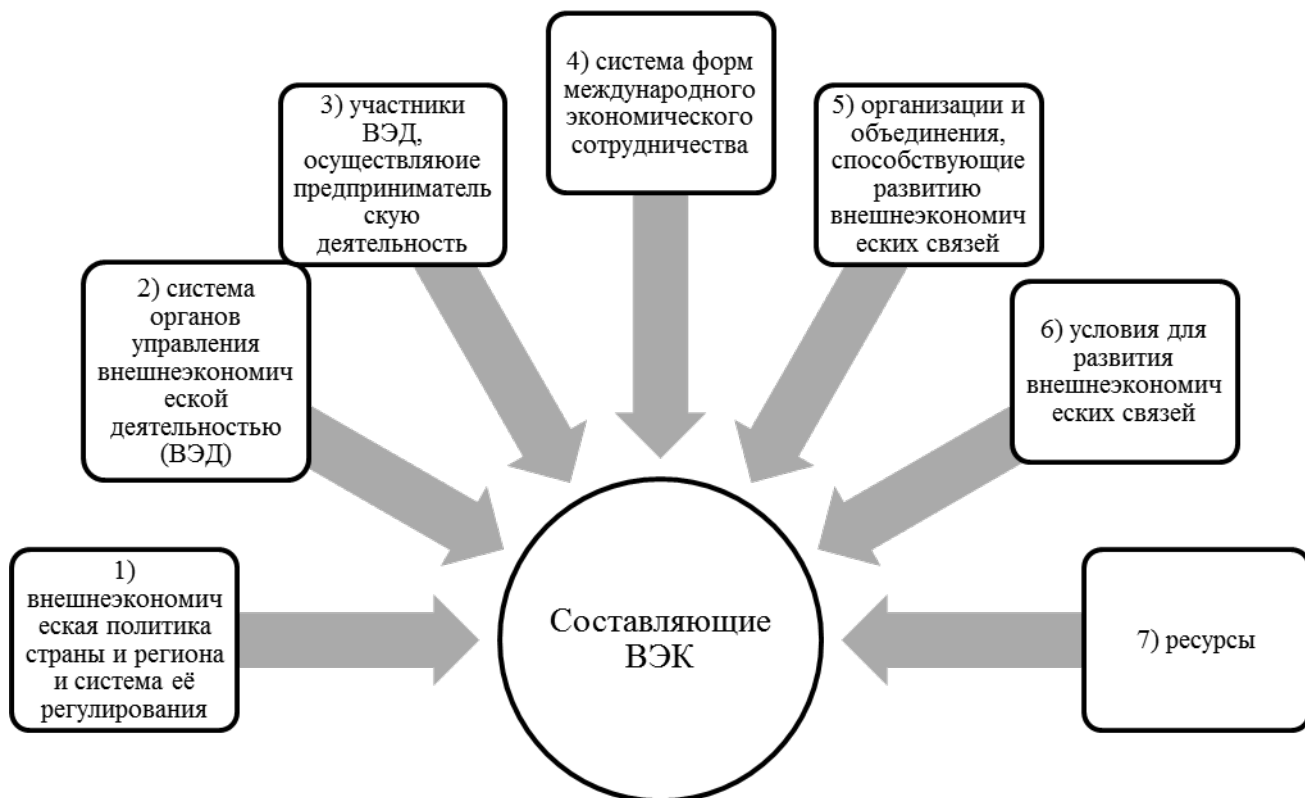 1)
внешнеэкономич
еская политика
страны и региона
и система её
регулирования
2) система
органов
управления
внешнеэкономич
еской
деятельностью
(ВЭД)
3) участники
ВЭД,
осуществляюие
предприниматель
скую
деятельность
4) система форм
международного
экономического
сотрудничества
5) организации и
объединения,
способствующие
развитию
внешнеэкономич
еских связей
6) условия для
развития
внешнеэкономич
еских связей
7) ресурсы
Составляющие
ВЭК